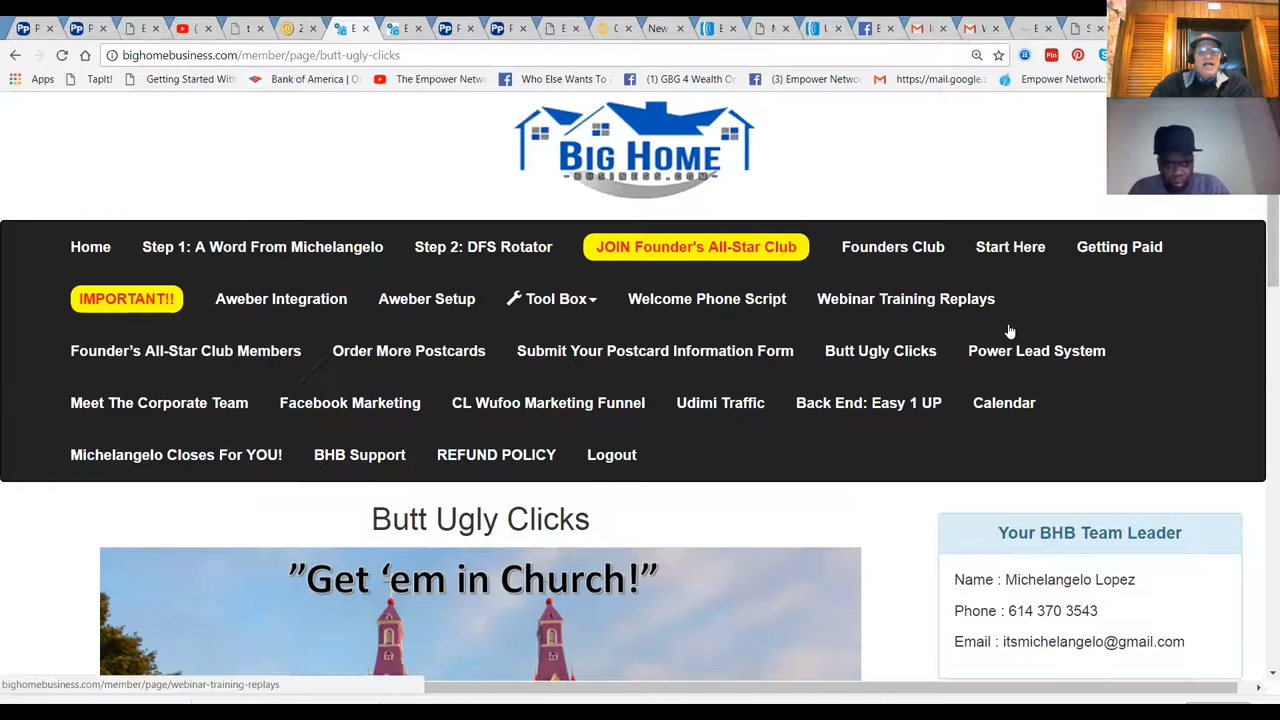 bighomebusiness.com/member/page/butt-ugly-clicks
Apps TapIt! Getting Started With Bank of America | O The Empower Netw Who Else Wants To (1) GBG 4 Wealth O (3) Empower Netwo https://mail.google.c Empower Network:
BIG HOME
-BUSINESS.COM-
Home Step 1: A Word From Michelangelo Step 2: DFS Rotator JOIN Founder's All-Star Club Founders Club Start Here Getting Paid
IMPORTANT!! Aweber Integration Aweber Setup Tool Box Welcome Phone Script Webinar Training Replays
Founder's All-Star Club Members Order More Postcards Submit Your Postcard Information Form Butt Ugly Clicks Power Lead System
Meet The Corporate Team Facebook Marketing CL Wufoo Marketing Funnel Udimi Traffic Back End: Easy 1 UP Calendar
Michelangelo Closes For YOU! BHB Support REFUND POLICY Logout
Butt Ugly Clicks
"Get 'em in Church!"
Your BHB Team Leader
Name : Michelangelo Lopez
Phone : 614 370 3543
Email : itsmichelangelo@gmail.com
bighomebusiness.com/member/page/webinar-training-replays